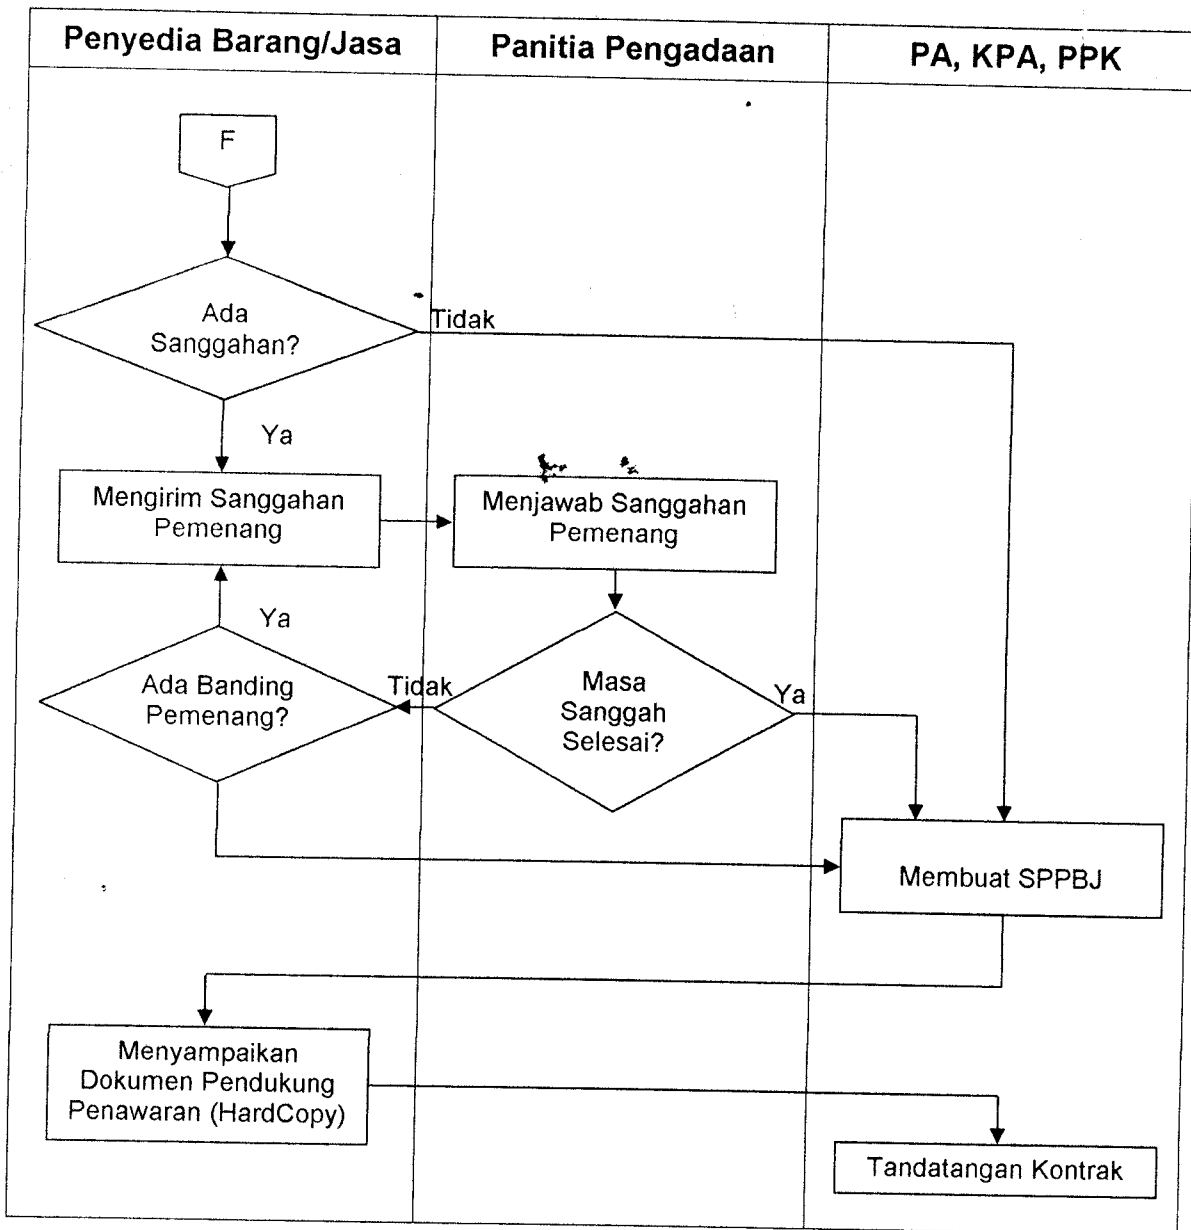 Penyedia Barang/Jasa
Panitia Pengadaan
PA, KPA, PPK
F
Ada
Sanggahan?
Tidak
Ya
Mengirim Sanggahan
Pemenang
Menjawab Sanggahan
Pemenang
Ya
Ada Banding
Pemenang?
Tidak
Masa
Sanggah
Selesai?
Ya
Membuat SPPBJ
Menyampaikan
Dokumen Pendukung
Penawaran (HardCopy)
Tandatangan Kontrak